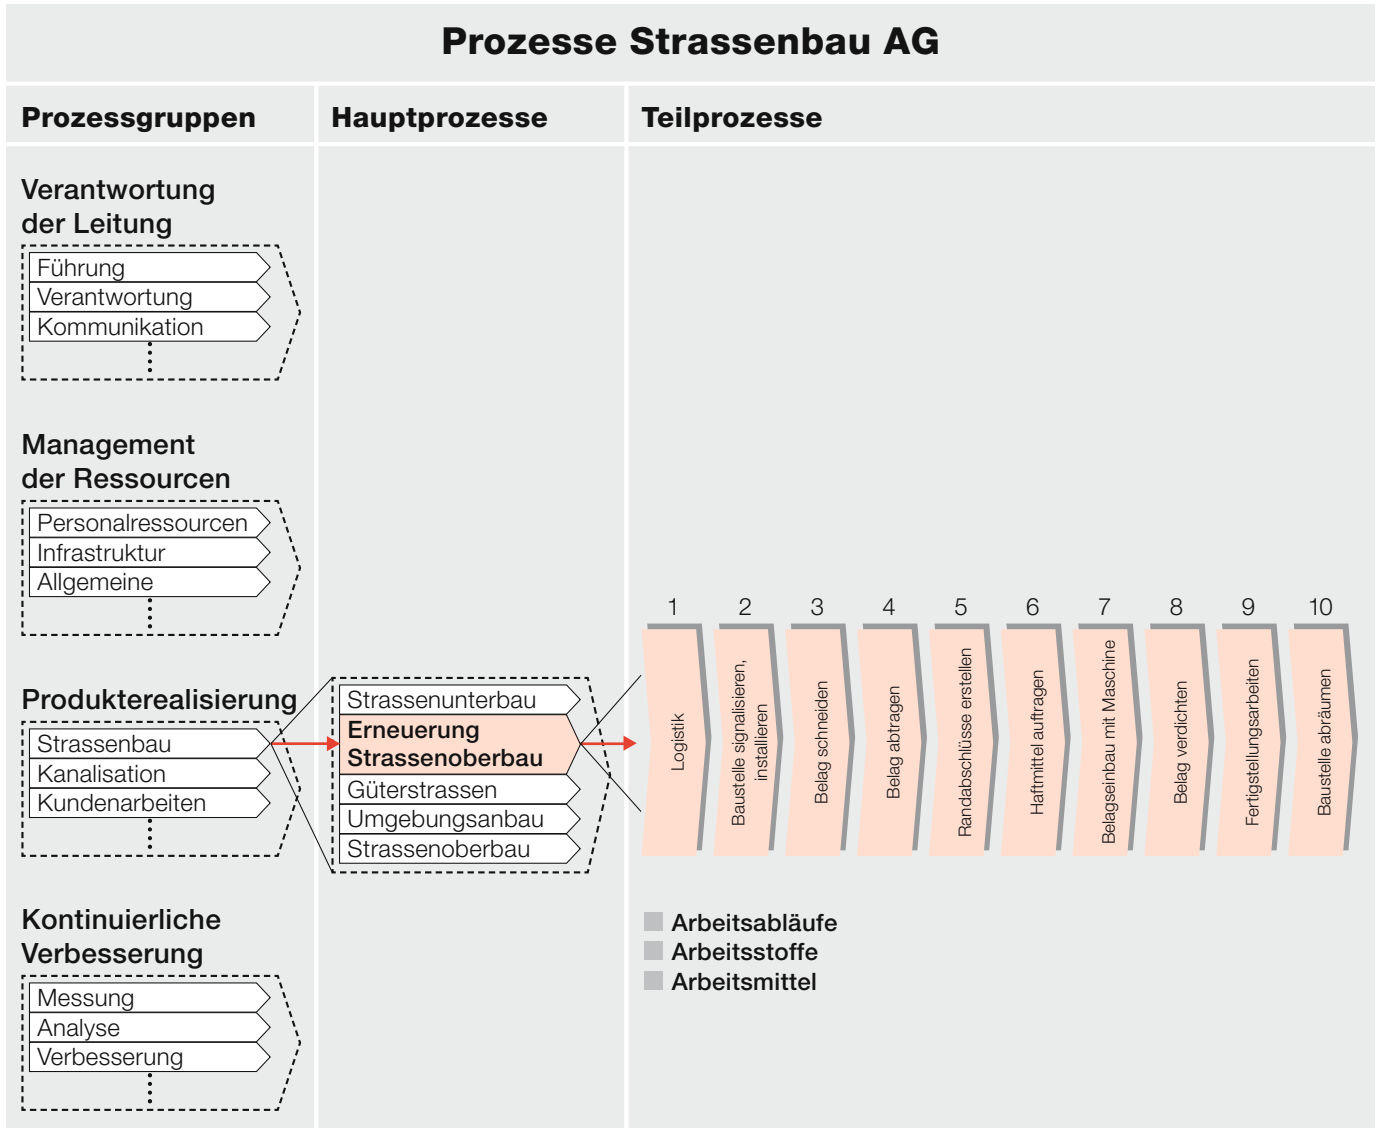 Prozesse Strassenbau AG
Prozessgruppen
Hauptprozesse
Teilprozesse
Verantwortung
der Leitung
Führung
Verantwortung
Kommunikation
Management
der Ressourcen
Personalressourcen
Infrastruktur
Allgemeine
Produkterealisierung
Strassenbau
Kanalisation
Kundenarbeiten
Kontinuierliche
Verbesserung
Messung
Analyse
Verbesserung
Strassenunterbau
Erneuerung
Strassenoberbau
Güterstrassen
Umgebungsanbau
Strassenoberbau
1
Logistik
2
Baustelle signalisieren,
installieren
3
Belag schneiden
4
Belag abtragen
5
Randabschlüsse erstellen
6
Haftmittel auftragen
7
Belagseinbau mit Maschine
8
Belag verdichten
9
Fertigstellungsarbeiten
10
Baustelle abräumen
Arbeitsabläufe
Arbeitsstoffe
Arbeitsmittel